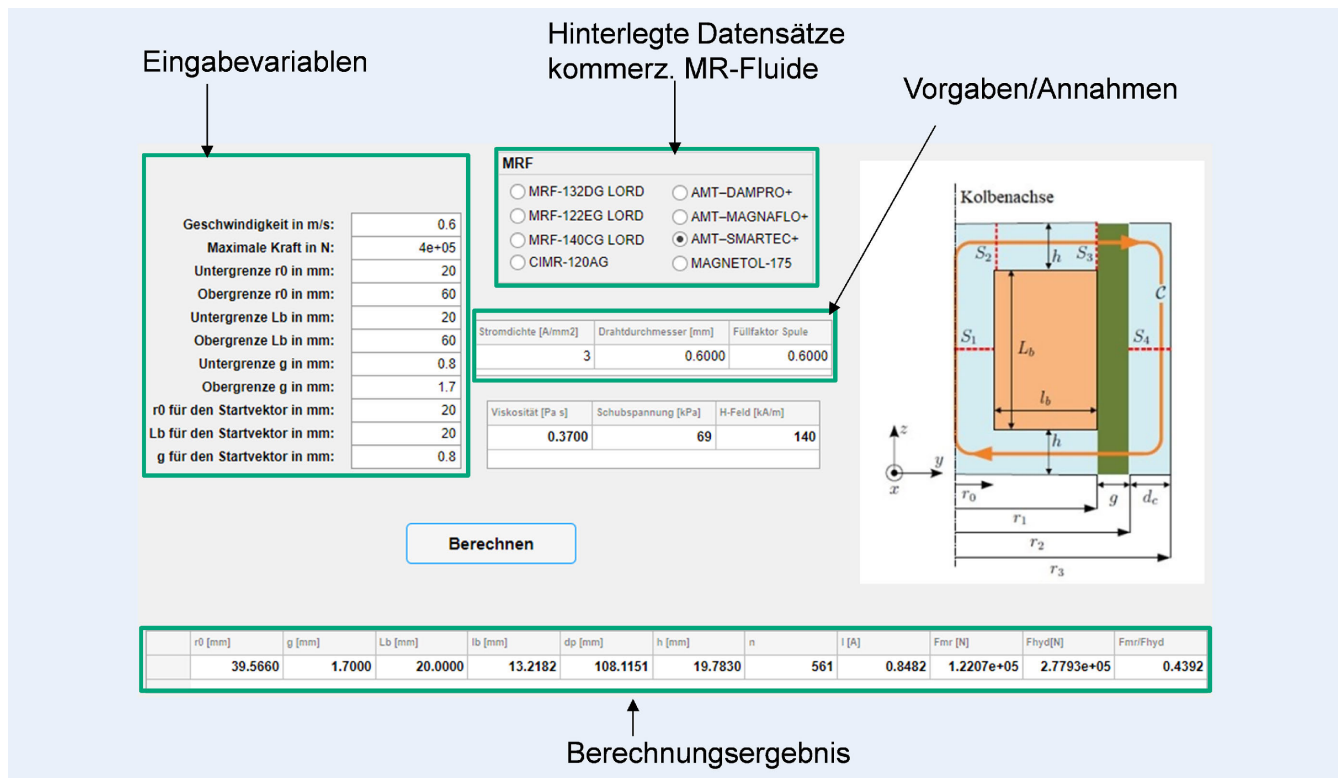 Eingabevariablen
Hinterlegte Datensätze
kommerz. MR-Fluide
Vorgaben/Annahmen
Geschwindigkeit in m/s: 0.6
Maximale Kraft in N: 4e+05
Untergrenze r0 in mm: 20
Obergrenze r0 in mm: 60
Untergrenze Lb in mm: 20
Obergrenze Lb in mm: 60
Untergrenze g in mm: 0.8
Obergrenze g in mm: 1.7
r0 für den Startvektor in mm: 20
Lb für den Startvektor in mm: 20
g für den Startvektor in mm: 0.8
MRF
MRF-132DG LORD AMT–DAMPRO+
MRF-122EG LORD AMT–MAGNAFLO+
MRF-140CG LORD AMT–SMARTEC+
CIMR-120AG MAGNETOL-175
Stromdichte [A/mm2] Drahtdurchmesser [mm] Füllfaktor Spule
3 0.6000 0.6000
Viskosität [Pa s] Schubspannung [kPa] H-Feld [kA/m]
0.3700 69 140
Berechnen
Kolbenachse
S2 h S3
C
S1 Lb S4
lb
h
z
y
x
r0 g dc
r1
r2
r3
r0 [mm] g [mm] Lb [mm] lb [mm] dp [mm] h [mm] n I [A] Fmr [N] Fhyd[N] Fmr/Fhyd
39.5660 1.7000 20.0000 13.2182 108.1151 19.7830 561 0.8482 1.2207e+05 2.7793e+05 0.4392
Berechnungsergebnis